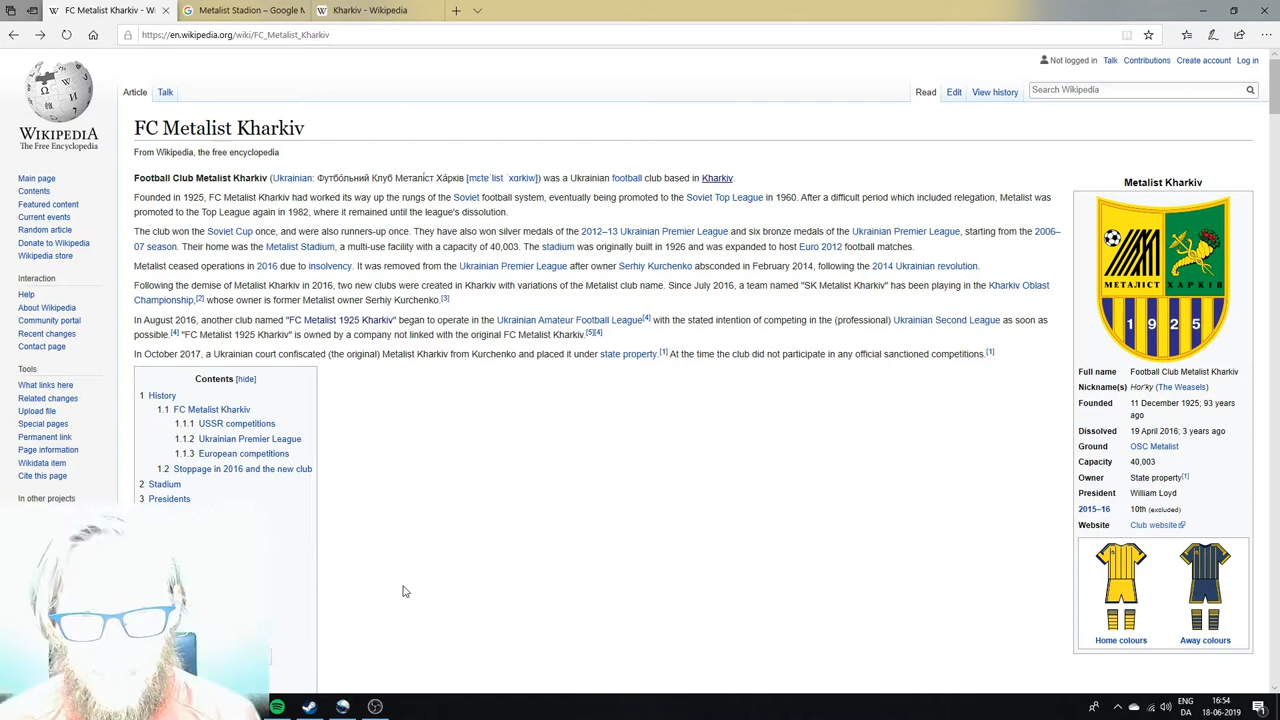 FC Metalist Kharkiv - Wi
Metalist Stadion – Google M
Kharkiv - Wikipedia
https://en.wikipedia.org/wiki/FC_Metalist_Kharkiv
Not logged in Talk Contributions Create account Log in
Article Talk
Read Edit View history
Search Wikipedia
WIKIPEDIA
The Free Encyclopedia
Main page
Contents
Featured content
Current events
Random article
Donate to Wikipedia
Wikipedia store
Interaction
Help
About Wikipedia
Community portal
Recent changes
Contact page
Tools
What links here
Related changes
Upload file
Special pages
Permanent link
Page information
Wikidata item
Cite this page
In other projects
FC Metalist Kharkiv
From Wikipedia, the free encyclopedia
Football Club Metalist Kharkiv (Ukrainian: Футбо́льний Клуб Металі́ст Ха́рків [metɐˈlist ˈxɑrkiw]) was a Ukrainian football club based in Kharkiv.
Founded in 1925, FC Metalist Kharkiv had worked its way up the rungs of the Soviet football system, eventually being promoted to the Soviet Top League in 1960. After a difficult period which included relegation, Metalist was
promoted to the Top League again in 1982, where it remained until the league's dissolution.
The club won the Soviet Cup once, and were also runners-up once. They have also won silver medals of the 2012–13 Ukrainian Premier League and six bronze medals of the Ukrainian Premier League, starting from the 2006–
07 season. Their home was the Metalist Stadium, a multi-use facility with a capacity of 40,003. The stadium was originally built in 1926 and was expanded to host Euro 2012 football matches.
Metalist ceased operations in 2016 due to insolvency. It was removed from the Ukrainian Premier League after owner Serhiy Kurchenko absconded in February 2014, following the 2014 Ukrainian revolution.
Following the demise of Metalist Kharkiv in 2016, two new clubs were created in Kharkiv with variations of the Metalist club name. Since July 2016, a team named "SK Metalist Kharkiv" has been playing in the Kharkiv Oblast
Championship,[2] whose owner is former Metalist owner Serhiy Kurchenko.[3]
In August 2016, another club named "FC Metalist 1925 Kharkiv" began to operate in the Ukrainian Amateur Football League[4] with the stated intention of competing in the (professional) Ukrainian Second League as soon as
possible.[4] "FC Metalist 1925 Kharkiv" is owned by a company not linked with the original FC Metalist Kharkiv.[5][4]
In October 2017, a Ukrainian court confiscated (the original) Metalist Kharkiv from Kurchenko and placed it under state property.[1] At the time the club did not participate in any official sanctioned competitions.[1]
Contents [hide]
1 History
1.1 FC Metalist Kharkiv
1.1.1 USSR competitions
1.1.2 Ukrainian Premier League
1.1.3 European competitions
1.2 Stoppage in 2016 and the new club
2 Stadium
3 Presidents
Metalist Kharkiv
МЕТАЛІСТ ХАРКІВ
1925
Full name Football Club Metalist Kharkiv
Nickname(s) Hor'ky (The Weasels)
Founded 11 December 1925; 93 years
ago
Dissolved 19 April 2016; 3 years ago
Ground OSC Metalist
Capacity 40,003
Owner State property[1]
President William Loyd
2015–16 10th (excluded)
Website Club website
Home colours Away colours
ENG 16:54
DA 18-06-2019
1